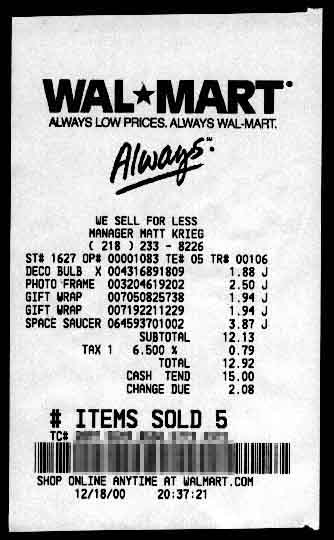 WAL★MART
ALWAYS LOW PRICES. ALWAYS WAL-MART.
Always.
WE SELL FOR LESS
MANAGER MATT KRIEG
( 218 ) 233 - 8226
ST# 1627 OP# 00001083 TE# 05 TR# 00106
DECO BULB X 004316891809 1.88 J
PHOTO FRAME 003204619202 2.50 J
GIFT WRAP 007050825738 1.94 J
GIFT WRAP 007192211229 1.94 J
SPACE SAUCER 064593701002 3.87 J
SUBTOTAL 12.13
TAX 1 6.500 % 0.79
TOTAL 12.92
CASH TEND 15.00
CHANGE DUE 2.08
# ITEMS SOLD 5
TC#
SHOP ONLINE ANYTIME AT WALMART.COM
12/18/00 20:37:21